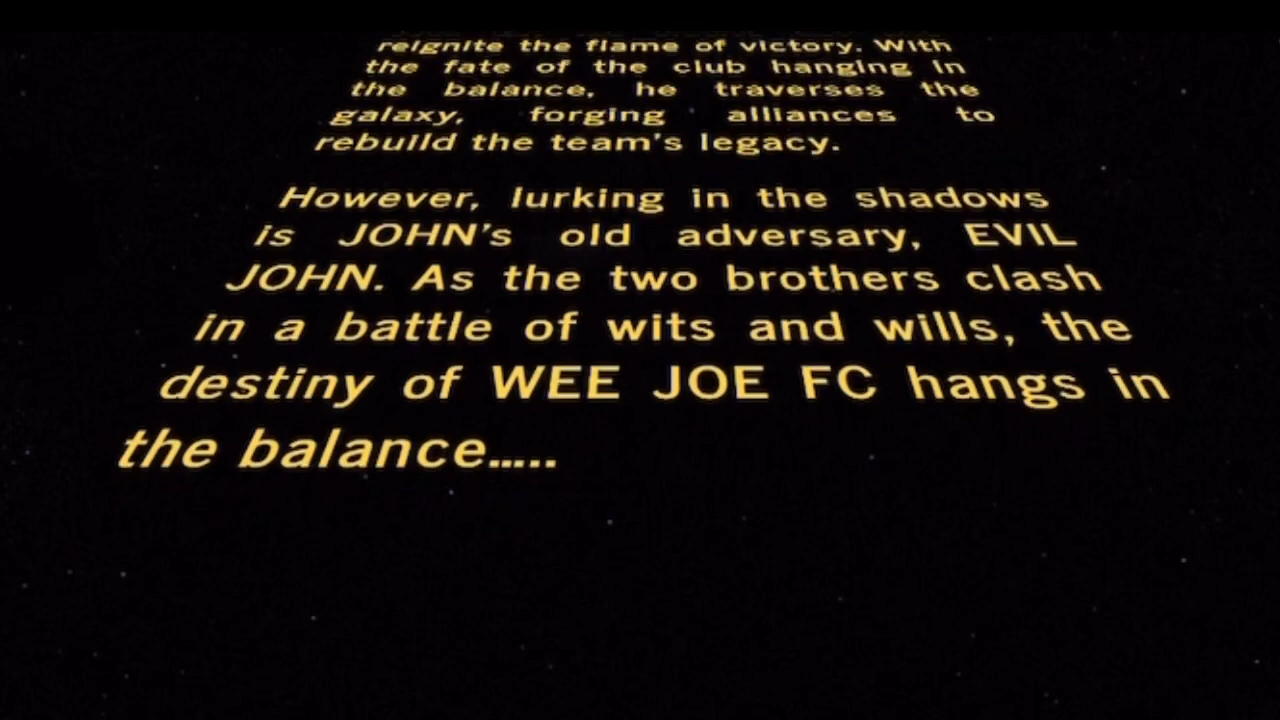 reignite the flame of victory. With
the fate of the club hanging in
the balance, he traverses the
galaxy, forging alliances to
rebuild the team's legacy.
However, lurking in the shadows
is JOHN's old adversary, EVIL
JOHN. As the two brothers clash
in a battle of wits and wills, the
destiny of WEE JOE FC hangs in
the balance.....